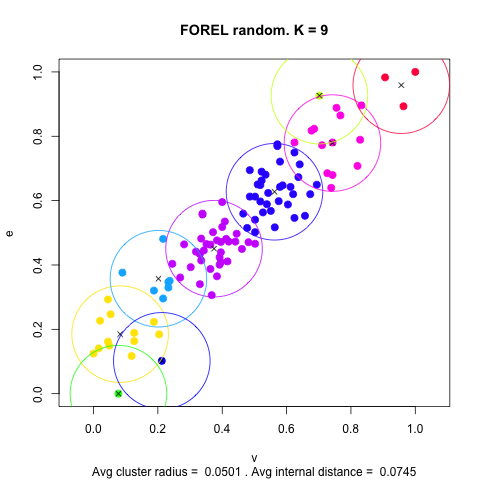 FOREL random. K = 9
1.0
0.8
0.6
0.4
0.2
0.0
e
0.0 0.2 0.4 0.6 0.8 1.0
v
Avg cluster radius = 0.0501 . Avg internal distance = 0.0745